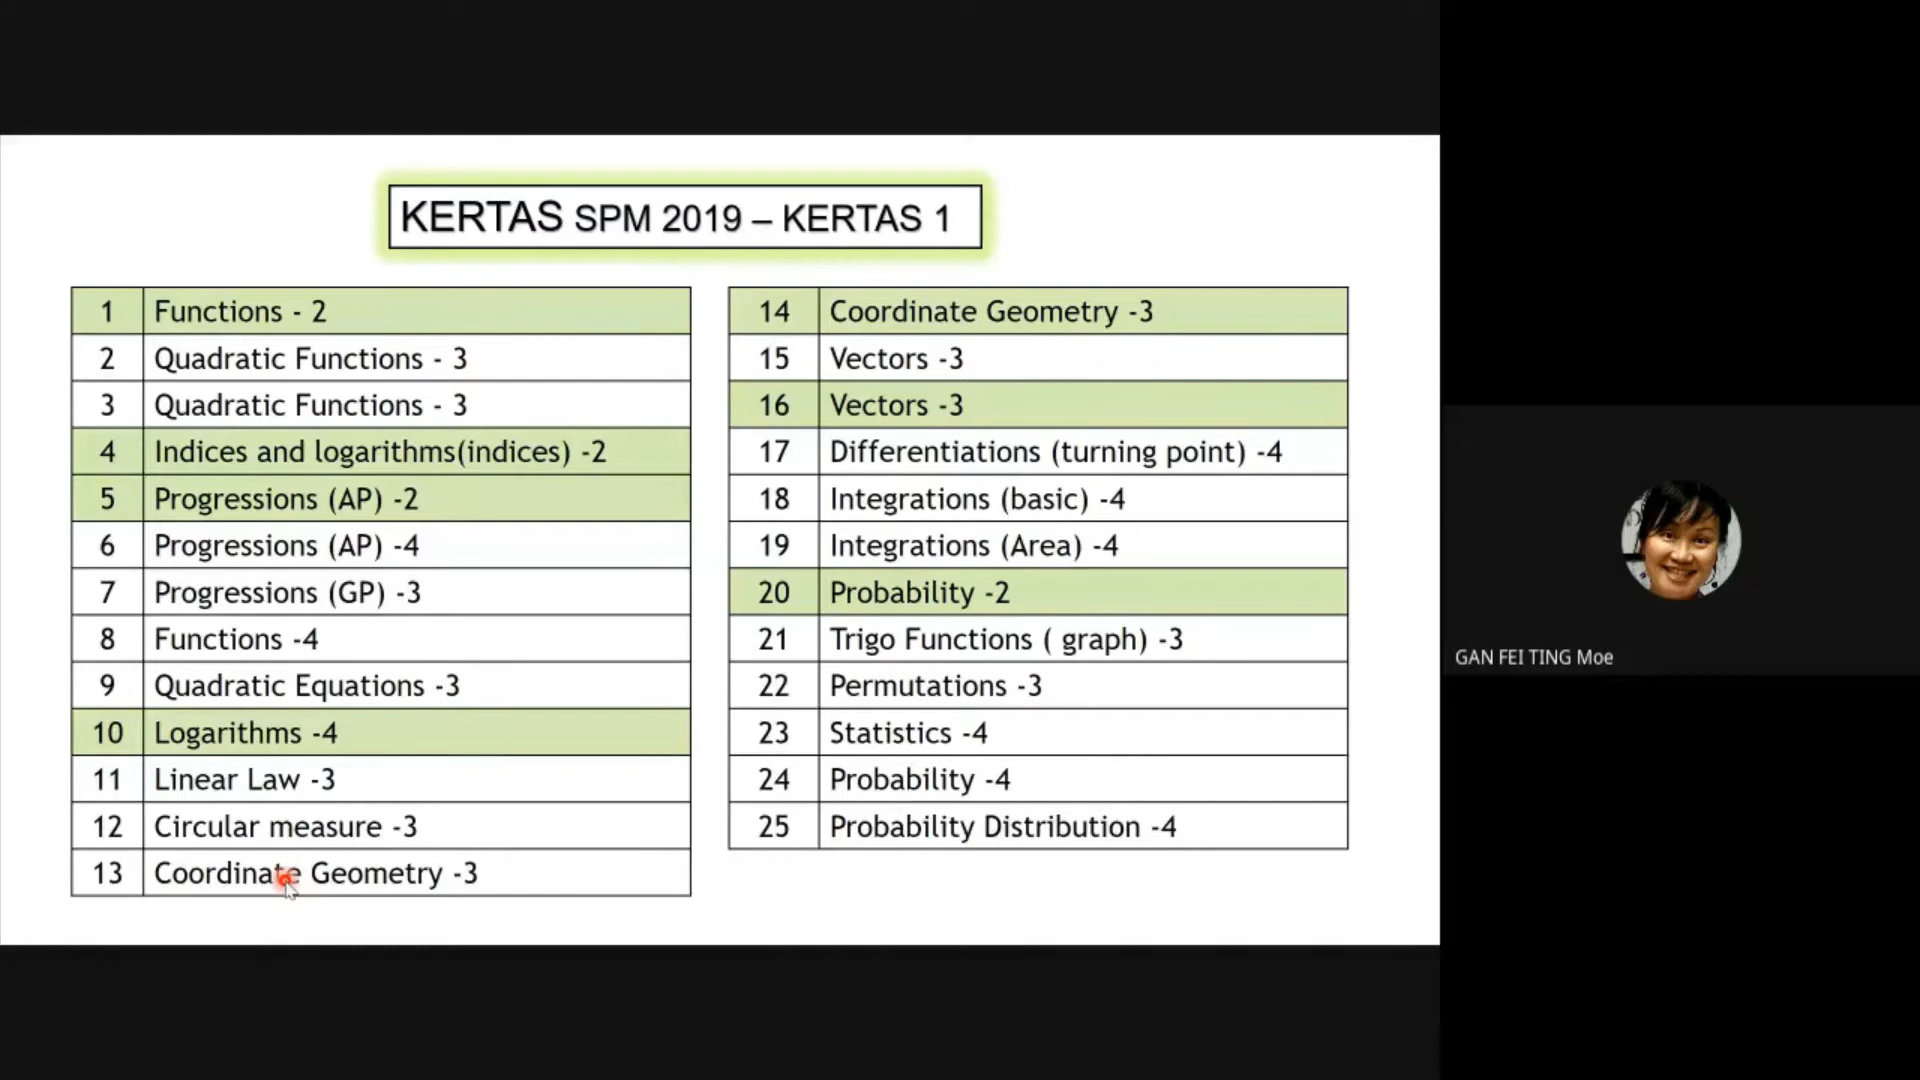 KERTAS SPM 2019 – KERTAS 1
1 Functions - 2
2 Quadratic Functions - 3
3 Quadratic Functions - 3
4 Indices and logarithms(indices) -2
5 Progressions (AP) -2
6 Progressions (AP) -4
7 Progressions (GP) -3
8 Functions -4
9 Quadratic Equations -3
10 Logarithms -4
11 Linear Law -3
12 Circular measure -3
13 Coordinate Geometry -3
14 Coordinate Geometry -3
15 Vectors -3
16 Vectors -3
17 Differentiations (turning point) -4
18 Integrations (basic) -4
19 Integrations (Area) -4
20 Probability -2
21 Trigo Functions ( graph) -3
22 Permutations -3
23 Statistics -4
24 Probability -4
25 Probability Distribution -4
GAN FEI TING Moe